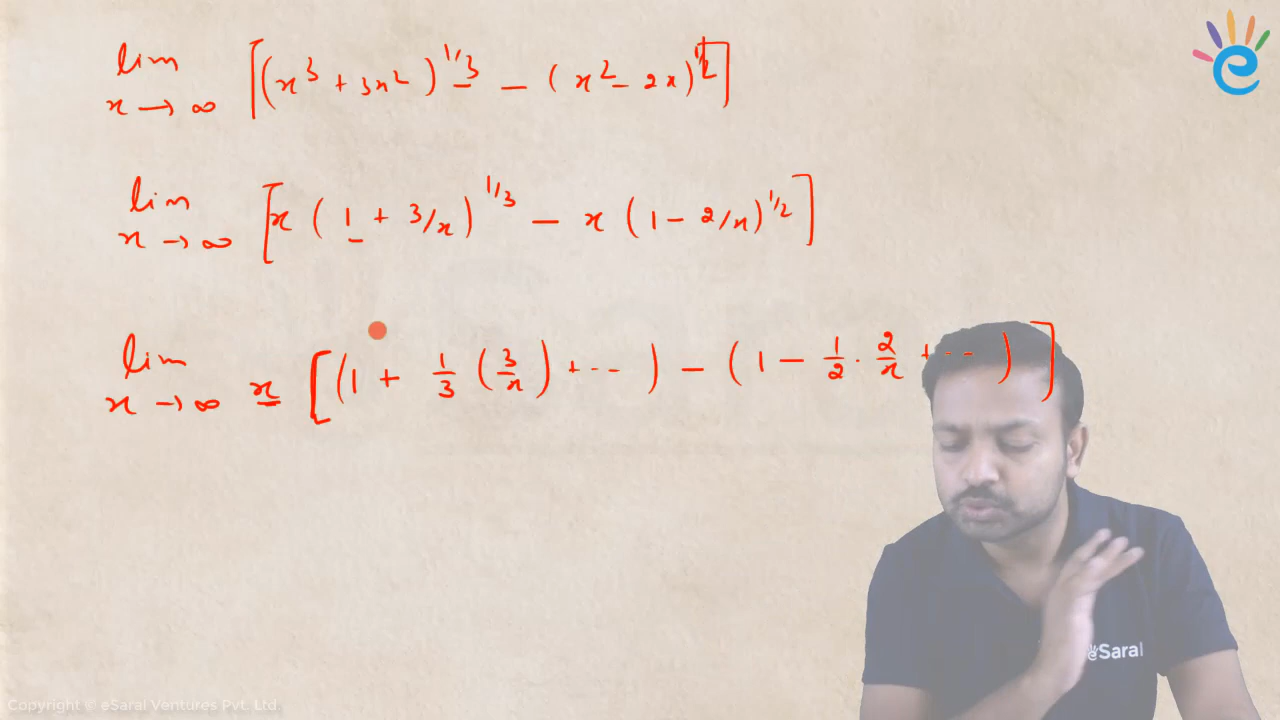 lim x → ∞ [(x³ + 3x²)^1/3 − (x² − 2x)^1/2]
lim x → ∞ [x (1 + 3/x)^1/3 − x (1 − 2/x)^1/2]
lim x → ∞ x [(1 + 1/3 (3/x) + ... ) − (1 − 1/2 · 2/x + ... )]
eSaral
Copyright © eSaral Ventures Pvt. Ltd.